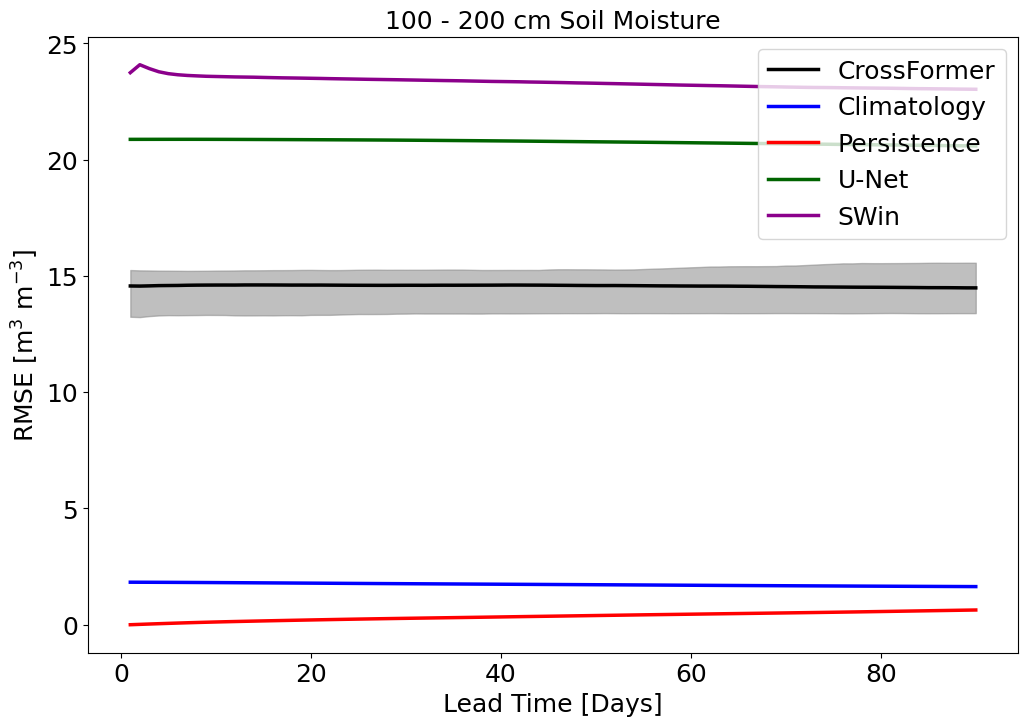 100 - 200 cm Soil Moisture
RMSE [m³ m⁻³]
25
20
15
10
5
0
CrossFormer
Climatology
Persistence
U-Net
SWin
0 20 40 60 80
Lead Time [Days]